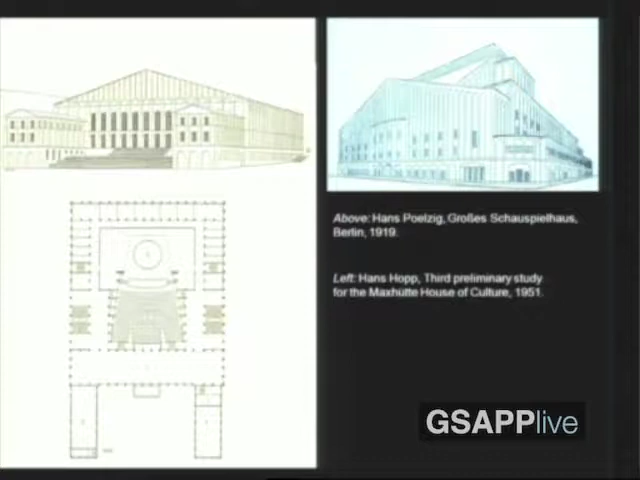 Above: Hans Poelzig, Großes Schauspielhaus,
Berlin, 1919.
Left: Hans Hopp, Third preliminary study
for the Maxhütte House of Culture, 1951.
GSAPPlive